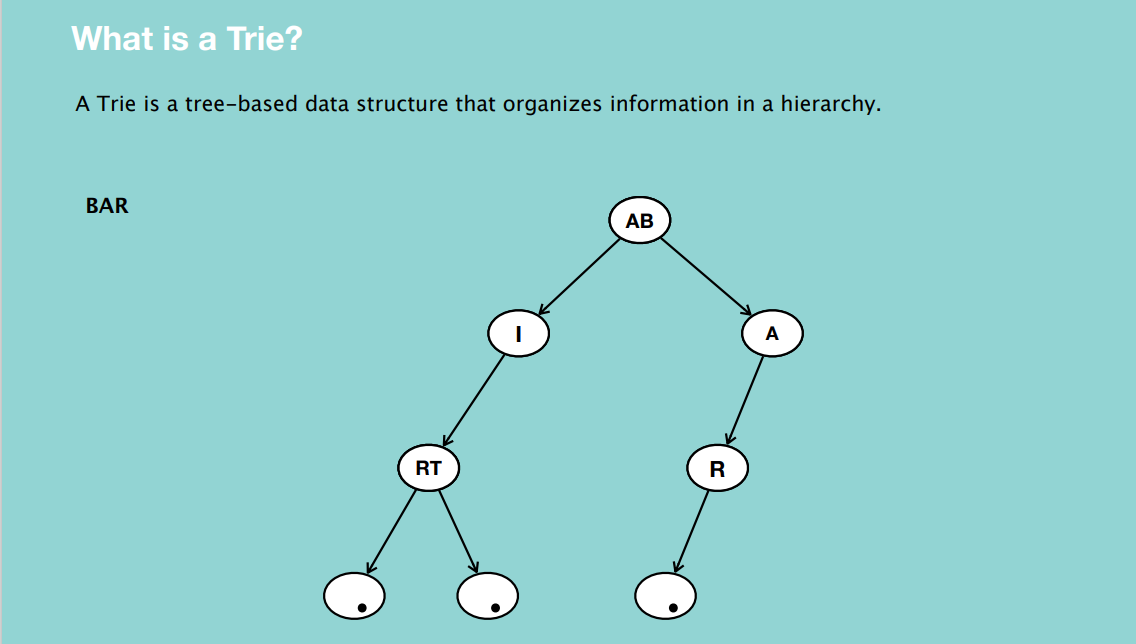 What is a Trie?
A Trie is a tree-based data structure that organizes information in a hierarchy.
BAR
AB
I
A
RT
R
.
.
.